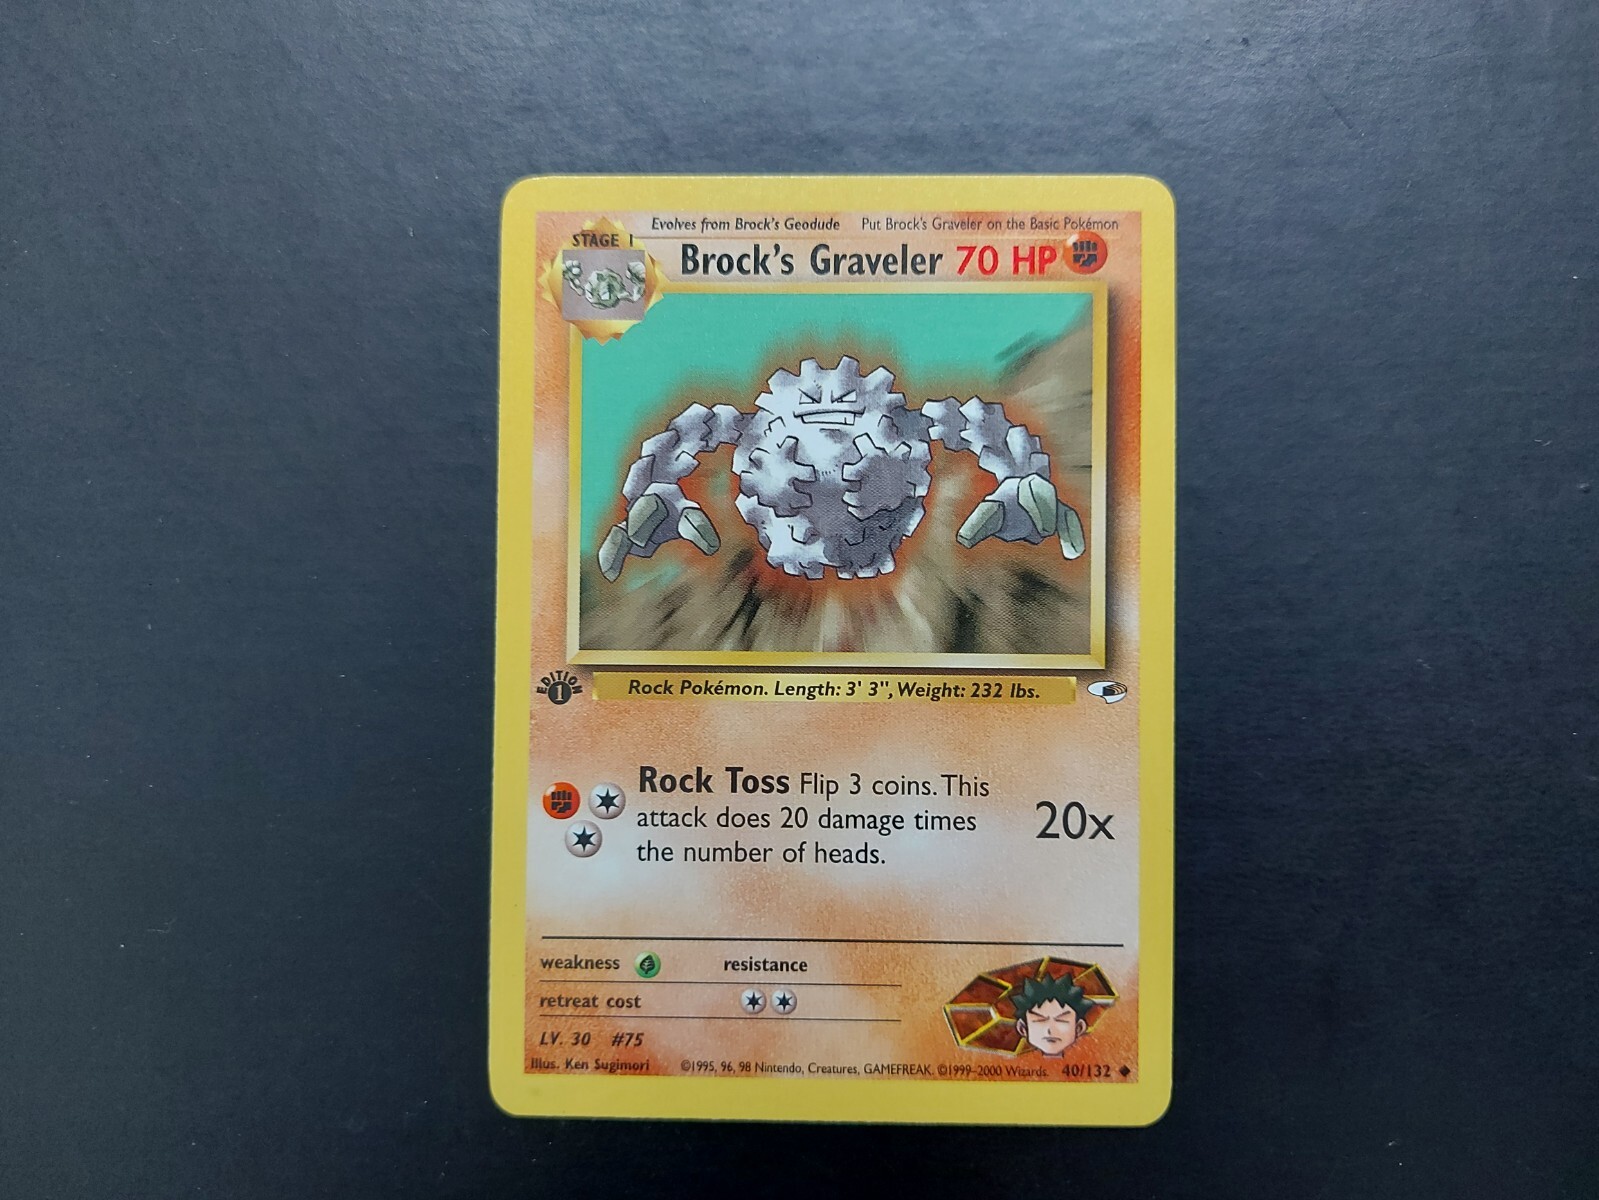 Evolves from Brock's Geodude Put Brock's Graveler on the Basic Pokémon
STAGE 1
Brock's Graveler 70 HP
EDITION 1
Rock Pokémon. Length: 3' 3", Weight: 232 lbs.
Rock Toss Flip 3 coins. This
attack does 20 damage times
the number of heads.
20x
weakness resistance
retreat cost
LV. 30 #75
Illus. Ken Sugimori ©1995, 96, 98 Nintendo, Creatures, GAMEFREAK. ©1999-2000 Wizards. 40/132